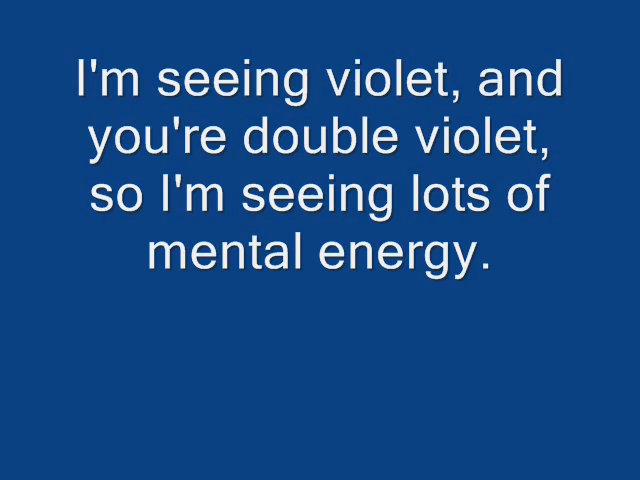 I'm seeing violet, and
you're double violet,
so I'm seeing lots of
mental energy.